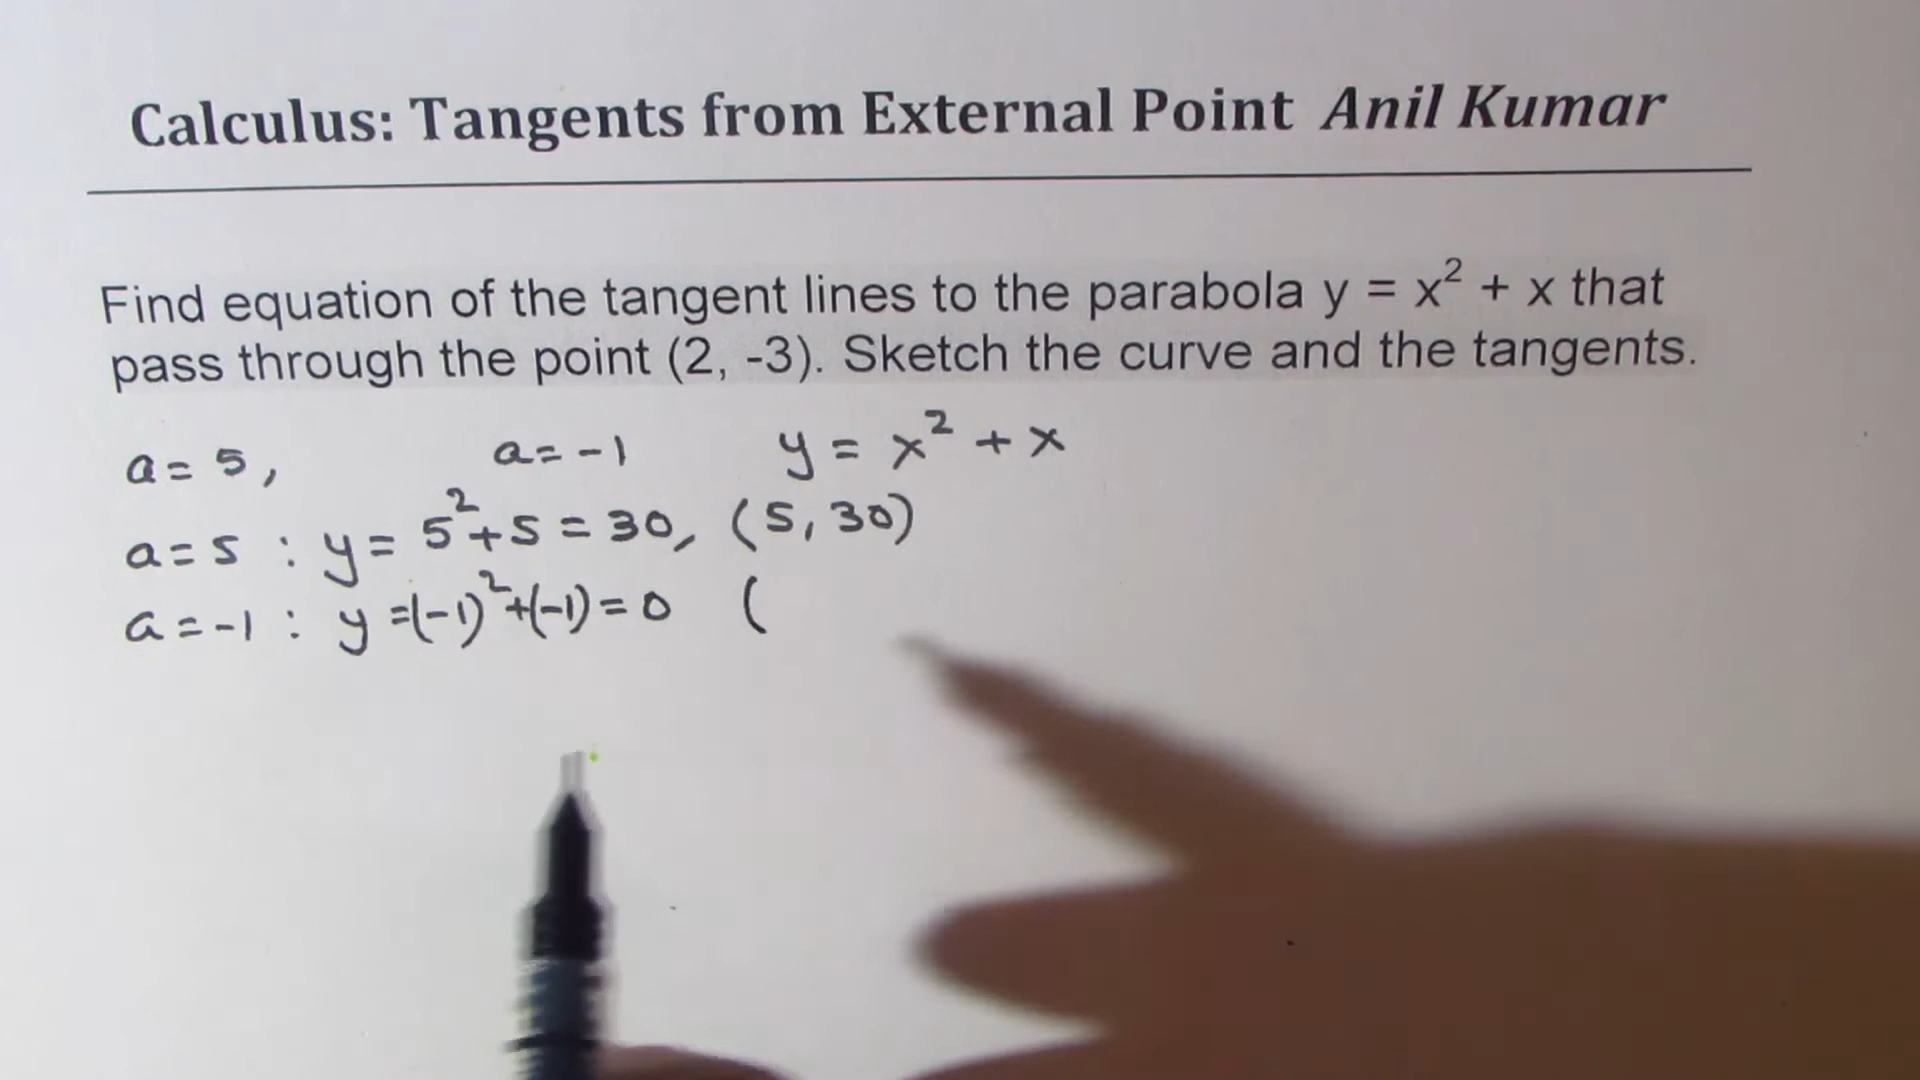 Calculus: Tangents from External Point Anil Kumar
Find equation of the tangent lines to the parabola y = x² + x that
pass through the point (2, -3). Sketch the curve and the tangents.
a = 5, a = -1 y = x² + x
a = 5 : y = 5² + 5 = 30, (5, 30)
a = -1 : y = (-1)² + (-1) = 0 (